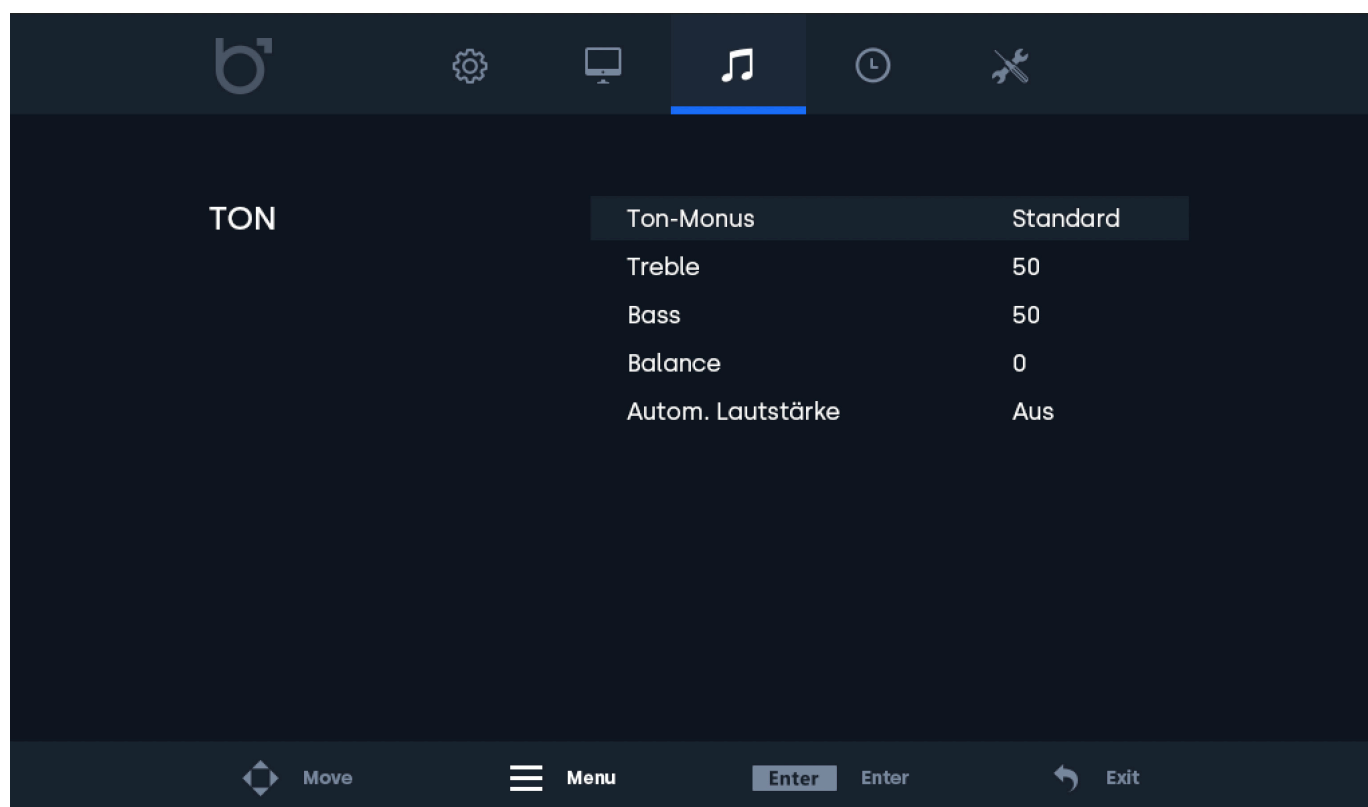 TON
Ton-Monus Standard
Treble 50
Bass 50
Balance 0
Autom. Lautstärke Aus
Move Menu Enter Enter Exit